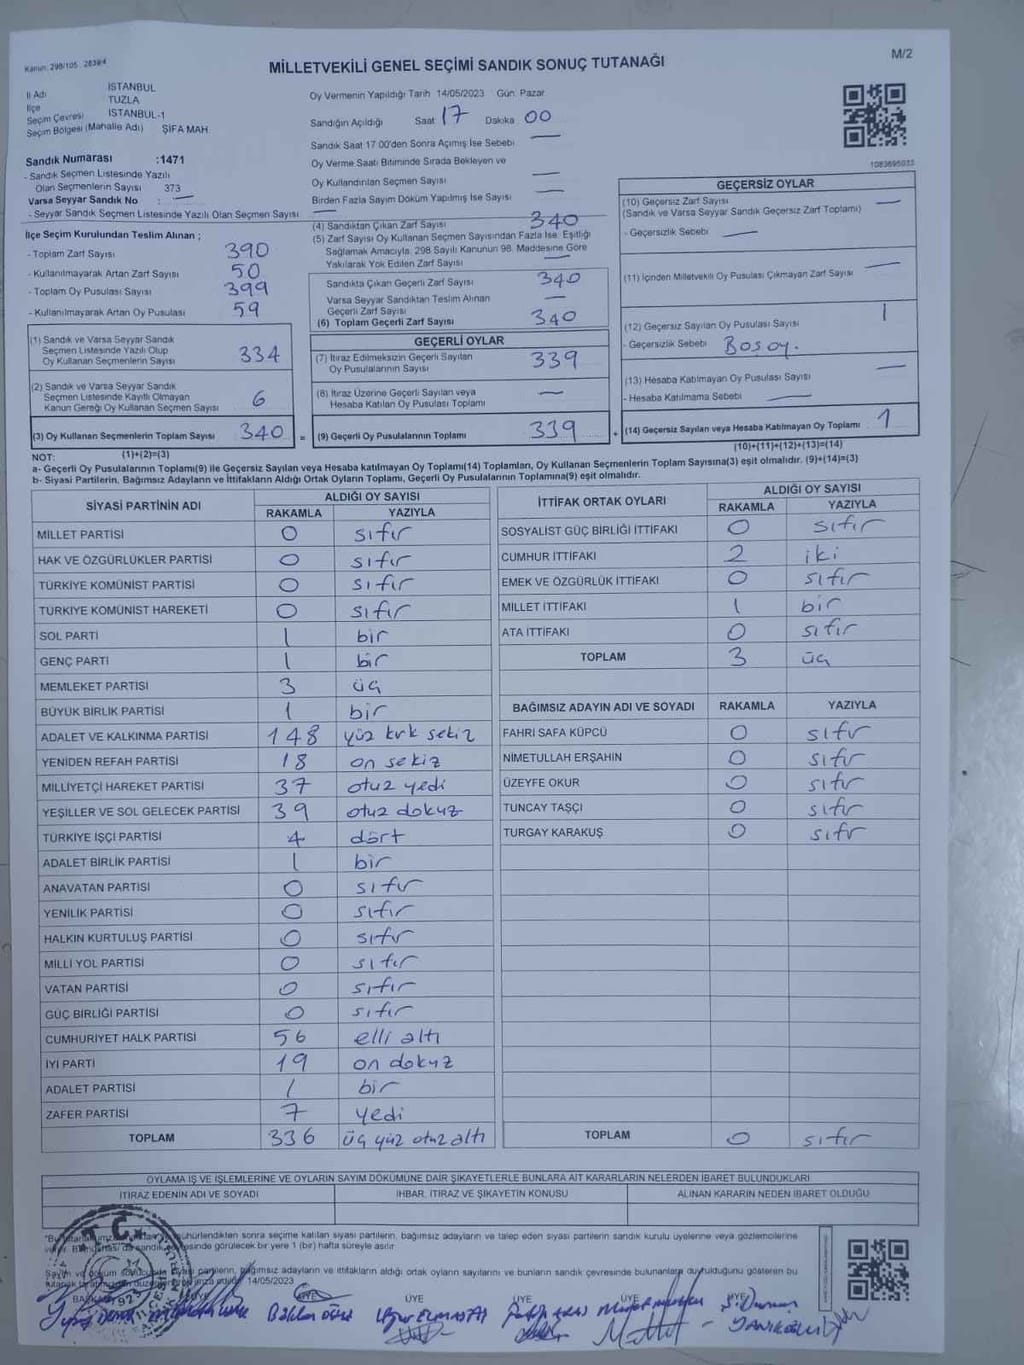 Kanun: 298/105 2839/4
M/2
MİLLETVEKİLİ GENEL SEÇİMİ SANDIK SONUÇ TUTANAĞI
İl Adı İSTANBUL
İlçe TUZLA
Seçim Çevresi İSTANBUL-1
Seçim Bölgesi (Mahalle Adı) ŞİFA MAH.
Sandık Numarası :1471
- Sandık Seçmen Listesinde Yazılı
Olan Seçmenlerin Sayısı 373
Varsa Seyyar Sandık No : —
- Seyyar Sandık Seçmen Listesinde Yazılı Olan Seçmen Sayısı —
İlçe Seçim Kurulundan Teslim Alınan ;
- Toplam Zarf Sayısı 390
- Kullanılmayarak Artan Zarf Sayısı 50
- Toplam Oy Pusulası Sayısı 399
- Kullanılmayarak Artan Oy Pusulası 59
(1) Sandık ve Varsa Seyyar Sandık
Seçmen Listesinde Yazılı Olup
Oy Kullanan Seçmenlerin Sayısı 334
(2) Sandık ve Varsa Seyyar Sandık
Seçmen Listesinde Kayıtlı Olmayan
Kanun Gereği Oy Kullanan Seçmen Sayısı 6
(3) Oy Kullanan Seçmenlerin Toplam Sayısı 340 =
Oy Vermenin Yapıldığı Tarih 14/05/2023 Gün: Pazar
Sandığın Açıldığı Saat 17 Dakika 00
Sandık Saat 17:00'den Sonra Açımış İse Sebebi —
Oy Verme Saati Bitiminde Sırada Bekleyen ve
Oy Kullandırılan Seçmen Sayısı —
Birden Fazla Sayım Döküm Yapılmış İse Sayısı —
(4) Sandıktan Çıkan Zarf Sayısı 340
(5) Zarf Sayısı Oy Kullanan Seçmen Sayısından Fazla İse: Eşitliği
Sağlamak Amacıyla, 298 Sayılı Kanunun 98. Maddesine Göre
Yakılarak Yok Edilen Zarf Sayısı —
Sandıkta Çıkan Geçerli Zarf Sayısı 340
Varsa Seyyar Sandıktan Teslim Alınan
Geçerli Zarf Sayısı —
(6) Toplam Geçerli Zarf Sayısı 340
GEÇERLİ OYLAR
(7) İtiraz Edilmeksizin Geçerli Sayılan
Oy Pusulalarının Sayısı 339
(8) İtiraz Üzerine Geçerli Sayılan veya
Hesaba Katılan Oy Pusulası Toplamı —
(9) Geçerli Oy Pusulalarının Toplamı 339 +
1083695033
GEÇERSİZ OYLAR
(10) Geçersiz Zarf Sayısı —
(Sandık ve Varsa Seyyar Sandık Geçersiz Zarf Toplamı)
- Geçersizlik Sebebi —
(11) İçinden Milletvekili Oy Pusulası Çıkmayan Zarf Sayısı —
(12) Geçersiz Sayılan Oy Pusulası Sayısı 1
- Geçersizlik Sebebi Boş oy.
(13) Hesaba Katılmayan Oy Pusulası Sayısı —
- Hesaba Katılmama Sebebi —
(14) Geçersiz Sayılan veya Hesaba Katılmayan Oy Toplamı 1
NOT: (1)+(2)=(3) (10)+(11)+(12)+(13)=(14)
a- Geçerli Oy Pusulalarının Toplamı(9) ile Geçersiz Sayılan veya Hesaba katılmayan Oy Toplamı(14) Toplamları, Oy Kullanan Seçmenlerin Toplam Sayısına(3) eşit olmalıdır. (9)+(14)=(3)
b- Siyasi Partilerin, Bağımsız Adayların ve İttifakların Aldığı Oyların Toplamı, Geçerli Oy Pusulalarının Toplamına(9) eşit olmalıdır.
SİYASİ PARTİNİN ADI ALDIĞI OY SAYISI
RAKAMLA YAZIYLA
MİLLET PARTİSİ 0 sıfır
HAK VE ÖZGÜRLÜKLER PARTİSİ 0 sıfır
TÜRKİYE KOMÜNİST PARTİSİ 0 sıfır
TÜRKİYE KOMÜNİST HAREKETİ 0 sıfır
SOL PARTİ 1 bir
GENÇ PARTİ 1 bir
MEMLEKET PARTİSİ 3 üç
BÜYÜK BİRLİK PARTİSİ 1 bir
ADALET VE KALKINMA PARTİSİ 148 yüz kırk sekiz
YENİDEN REFAH PARTİSİ 18 on sekiz
MİLLİYETÇİ HAREKET PARTİSİ 37 otuz yedi
YEŞİLLER VE SOL GELECEK PARTİSİ 39 otuz dokuz
TÜRKİYE İŞÇİ PARTİSİ 4 dört
ADALET BİRLİK PARTİSİ 1 bir
ANAVATAN PARTİSİ 0 sıfır
YENİLİK PARTİSİ 0 sıfır
HALKIN KURTULUŞ PARTİSİ 0 sıfır
MİLLİ YOL PARTİSİ 0 sıfır
VATAN PARTİSİ 0 sıfır
GÜÇ BİRLİĞİ PARTİSİ 0 sıfır
CUMHURİYET HALK PARTİSİ 56 elli altı
İYİ PARTİ 19 on dokuz
ADALET PARTİSİ 1 bir
ZAFER PARTİSİ 7 yedi
TOPLAM 336 üç yüz otuz altı
İTTİFAK ORTAK OYLARI ALDIĞI OY SAYISI
RAKAMLA YAZIYLA
SOSYALİST GÜÇ BİRLİĞİ İTTİFAKI 0 sıfır
CUMHUR İTTİFAKI 2 iki
EMEK VE ÖZGÜRLÜK İTTİFAKI 0 sıfır
MİLLET İTTİFAKI 1 bir
ATA İTTİFAKI 0 sıfır
TOPLAM 3 üç
BAĞIMSIZ ADAYIN ADI VE SOYADI RAKAMLA YAZIYLA
FAHRİ SAFA KÜPCÜ 0 sıfır
NİMETULLAH ERŞAHİN 0 sıfır
ÜZEYFE OKUR 0 sıfır
TUNCAY TAŞÇI 0 sıfır
TURGAY KARAKUŞ 0 sıfır
TOPLAM 0 sıfır
OYLAMA İŞ VE İŞLEMLERİNE VE OYLARIN SAYIM DÖKÜMÜNE DAİR ŞİKAYETLERLE BUNLARA AİT KARARLARIN NELERDEN İBARET BULUNDUKLARI
İTİRAZ EDENİN ADI VE SOYADI İHBAR, İTİRAZ VE ŞİKAYETİN KONUSU ALINAN KARARIN NEDEN İBARET OLDUĞU
mühürlendikten sonra seçime katılan siyasi partilerin, bağımsız adayların ve talep eden siyasi partilerin sandık kurulu üyelerine veya gözlemcilerine
görülecek bir yere 1 (bir) hafta süreyle asılır.
bağımsız adayların ve ittifakların aldığı ortak oyların sayılarını ve bunların sandık çevresinde bulunanlara duyurulduğunu gösteren bu
14/05/2023
T.C.
1923
BAŞKAN ÜYE ÜYE ÜYE ÜYE